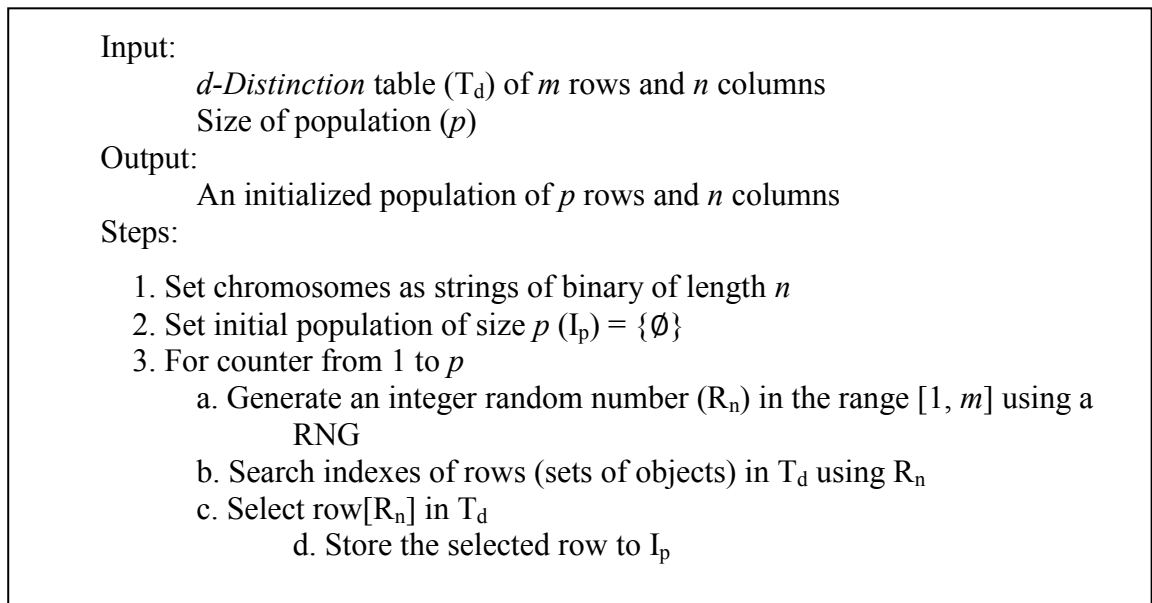 Input:
d-Distinction table (Td) of m rows and n columns
Size of population (p)
Output:
An initialized population of p rows and n columns
Steps:
1. Set chromosomes as strings of binary of length n
2. Set initial population of size p (Ip) = {∅}
3. For counter from 1 to p
a. Generate an integer random number (Rn) in the range [1, m] using a
RNG
b. Search indexes of rows (sets of objects) in Td using Rn
c. Select row[Rn] in Td
d. Store the selected row to Ip